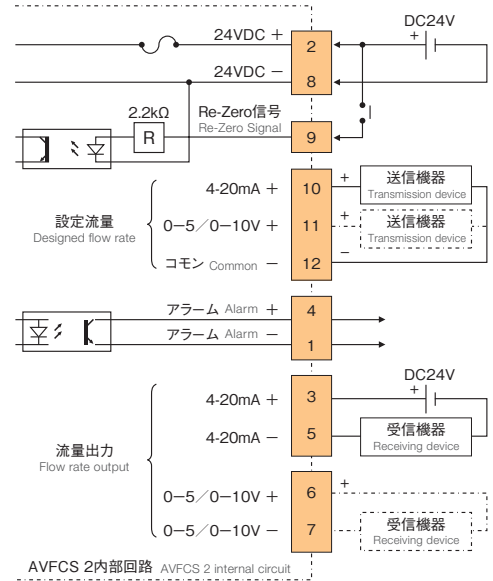 DC24V
24VDC + 2 +
24VDC − 8
2.2kΩ Re-Zero信号
R Re-Zero Signal 9
4-20mA + 10 + 送信機器
Transmission device
設定流量 0−5/0−10V + 11 + 送信機器
Designed flow rate Transmission device
コモン Common − 12 −
アラーム Alarm + 4
アラーム Alarm − 1
DC24V
4-20mA + 3 +
4-20mA − 5 受信機器
Receiving device
流量出力
Flow rate output
0−5/0−10V + 6 +
0−5/0−10V − 7 受信機器
Receiving device
AVFCS 2内部回路 AVFCS 2 internal circuit